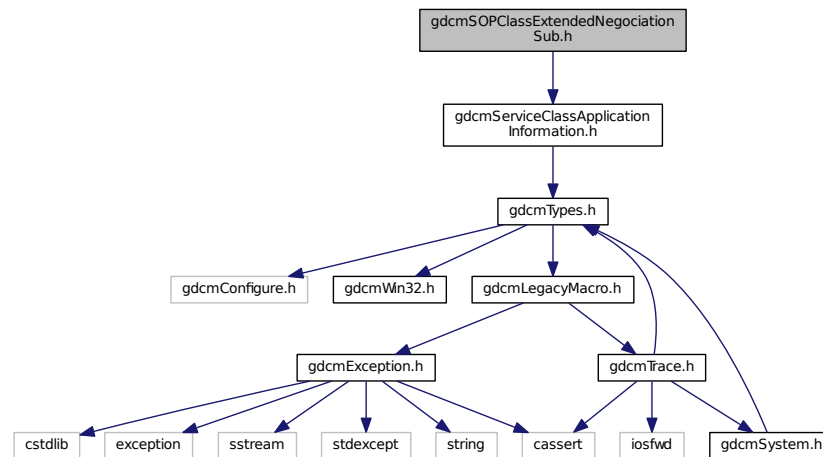 gdcmSOPClassExtendedNegociation
Sub.h
gdcmServiceClassApplication
Information.h
gdcmTypes.h
gdcmConfigure.h
gdcmWin32.h
gdcmLegacyMacro.h
gdcmException.h
gdcmTrace.h
cstdlib
exception
sstream
stdexcept
string
cassert
iosfwd
gdcmSystem.h